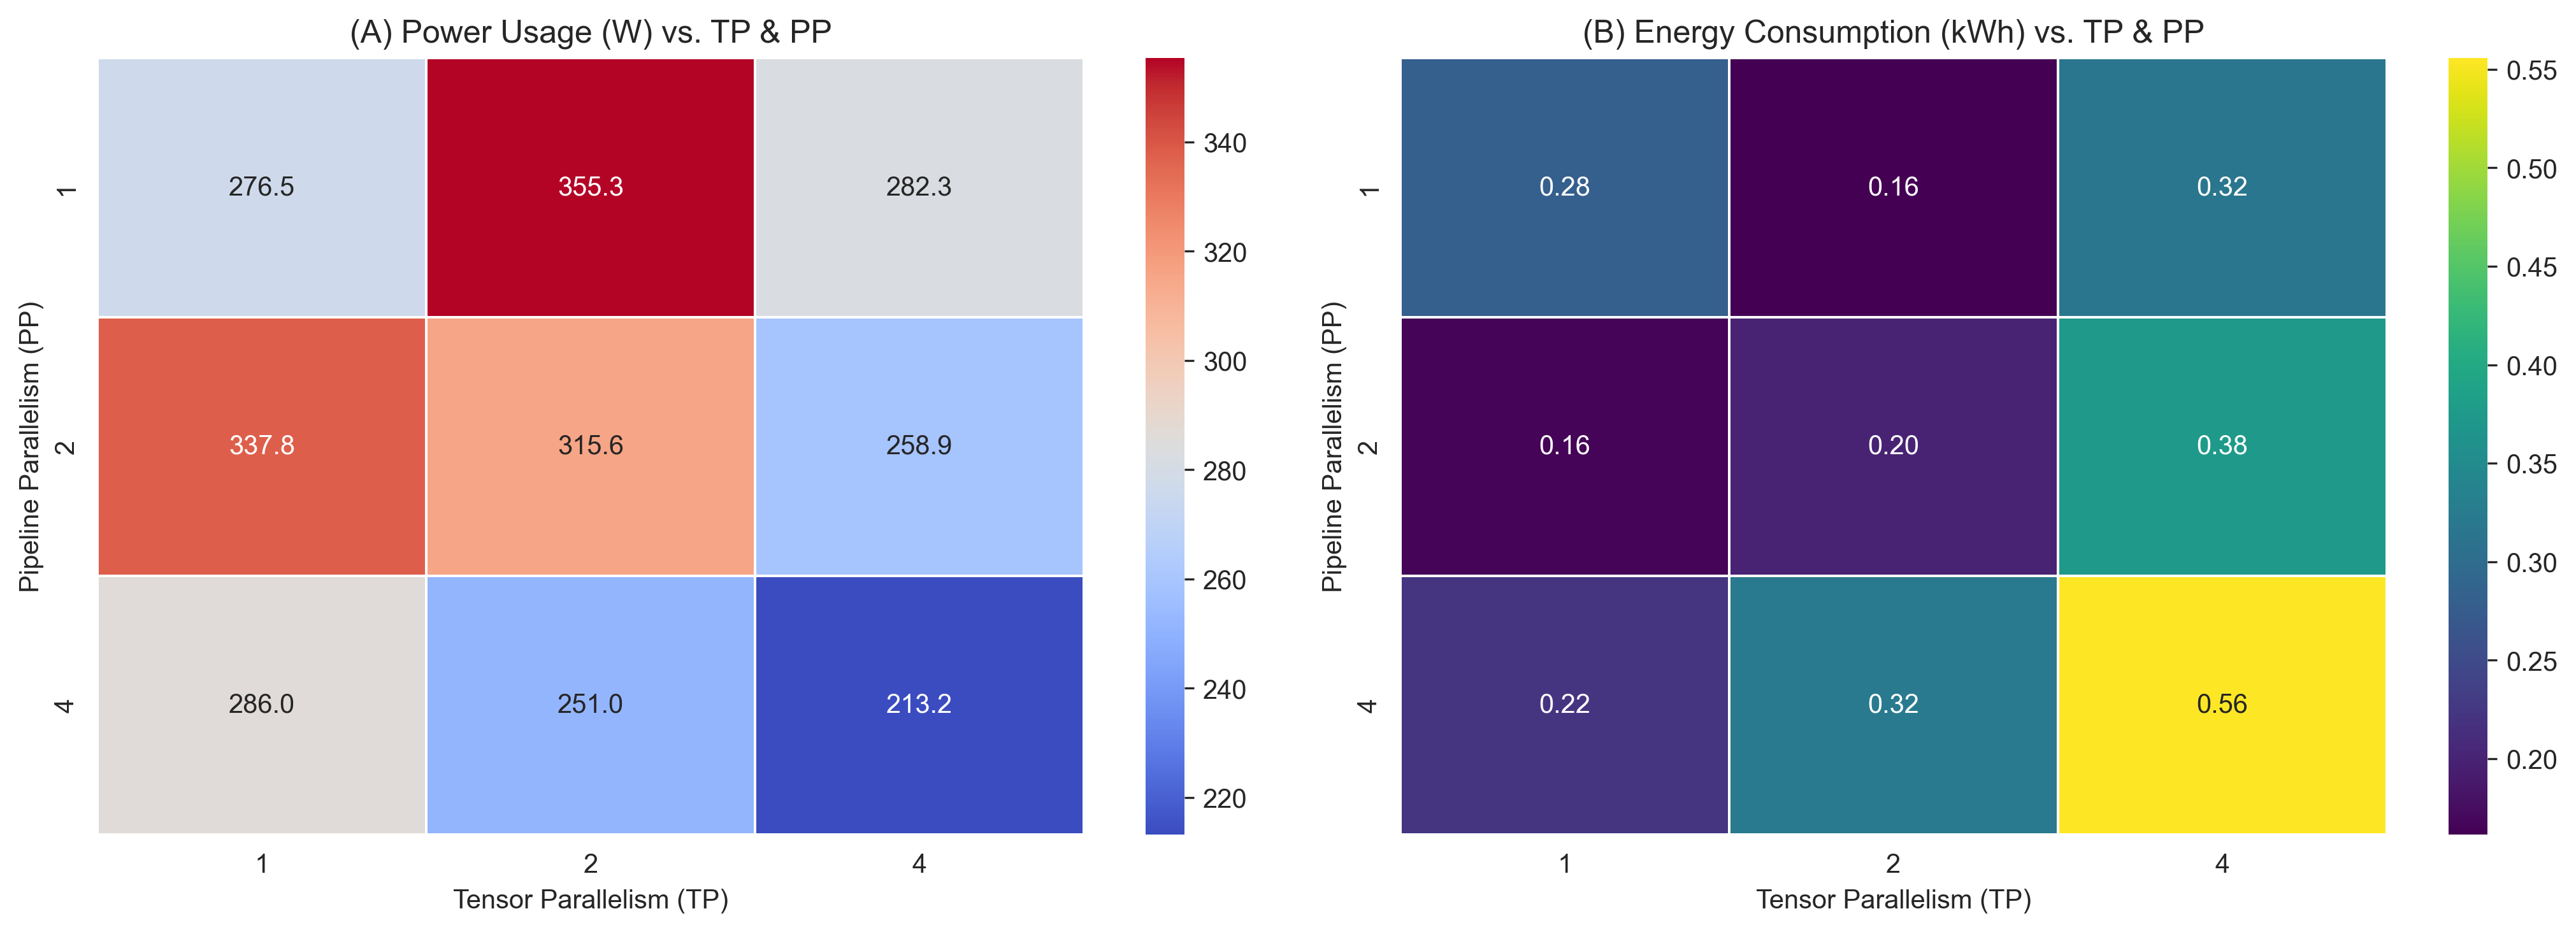 (A) Power Usage (W) vs. TP & PP
Pipeline Parallelism (PP)
1
2
4
276.5 355.3 282.3
337.8 315.6 258.9
286.0 251.0 213.2
1 2 4
Tensor Parallelism (TP)
340
320
300
280
260
240
220
(B) Energy Consumption (kWh) vs. TP & PP
Pipeline Parallelism (PP)
1
2
4
0.28 0.16 0.32
0.16 0.20 0.38
0.22 0.32 0.56
1 2 4
Tensor Parallelism (TP)
0.55
0.50
0.45
0.40
0.35
0.30
0.25
0.20